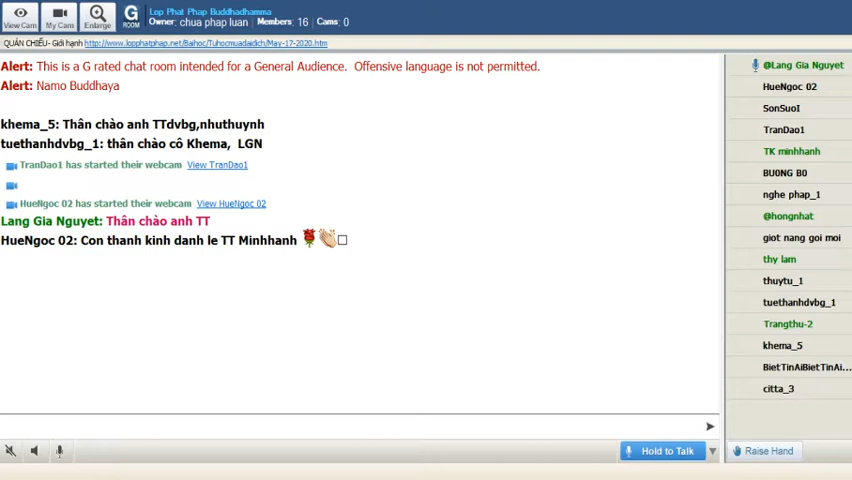 View Cam
My Cam
Enlarge
G
ROOM
Lop Phat Phap Buddhadhamma
Owner: chua phap luan Members: 16 Cams: 0
QUÁN CHIẾU- Giới hạnh http://www.lopphatphap.net/Baihoc/Tuhocmuadaidich/May-17-2020.htm
Alert: This is a G rated chat room intended for a General Audience. Offensive language is not permitted.
Alert: Namo Buddhaya
khema_5: Thân chào anh TTdvbg,nhuthuynh
tuethanhdvbg_1: thân chào cô Khema, LGN
TranDao1 has started their webcam View TranDao1
HueNgoc 02 has started their webcam View HueNgoc 02
Lang Gia Nguyet: Thân chào anh TT
HueNgoc 02: Con thanh kinh danh le TT Minhhanh
Hold to Talk
@Lang Gia Nguyet
HueNgoc 02
SonSuoI
TranDao1
TK minhhanh
BU0NG B0
nghe phap_1
@hongnhat
giot nang goi moi
thy lam
thuytu_1
tuethanhdvbg_1
Trangthu-2
khema_5
BietTinAiBietTinAi...
citta_3
Raise Hand